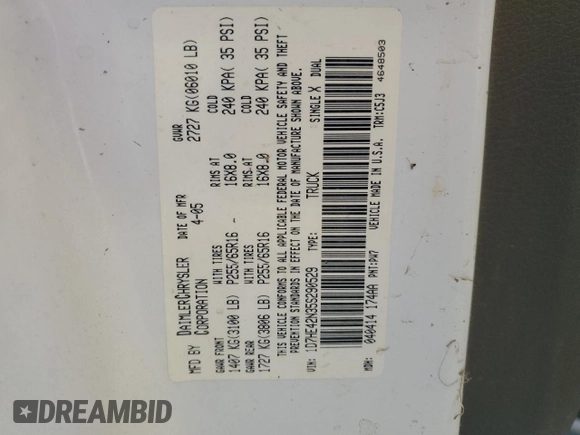 MFD BY DAIMLERCHRYSLER CORPORATION
DATE OF MFR 4-05
GVWR 2727 KG(06010 LB)
GAWR FRONT WITH TIRES RIMS AT COLD
1407 KG(3100 LB) P255/65R16 - 16X8.0 240 KPA( 35 PSI)
GAWR REAR WITH TIRES RIMS AT COLD
1727 KG(3806 LB) P255/65R16 16X8.0 240 KPA( 35 PSI)
THIS VEHICLE CONFORMS TO ALL APPLICABLE FEDERAL MOTOR VEHICLE SAFETY AND THEFT
PREVENTION STANDARDS IN EFFECT ON THE DATE OF MANUFACTURE SHOWN ABOVE.
VIN: 1D7HE42N35S290529 TYPE: TRUCK SINGLE X DUAL
MDH: 040414 174AA PNT:PW7 VEHICLE MADE IN U.S.A. TRM:C5J3 4648503
DREAMBID